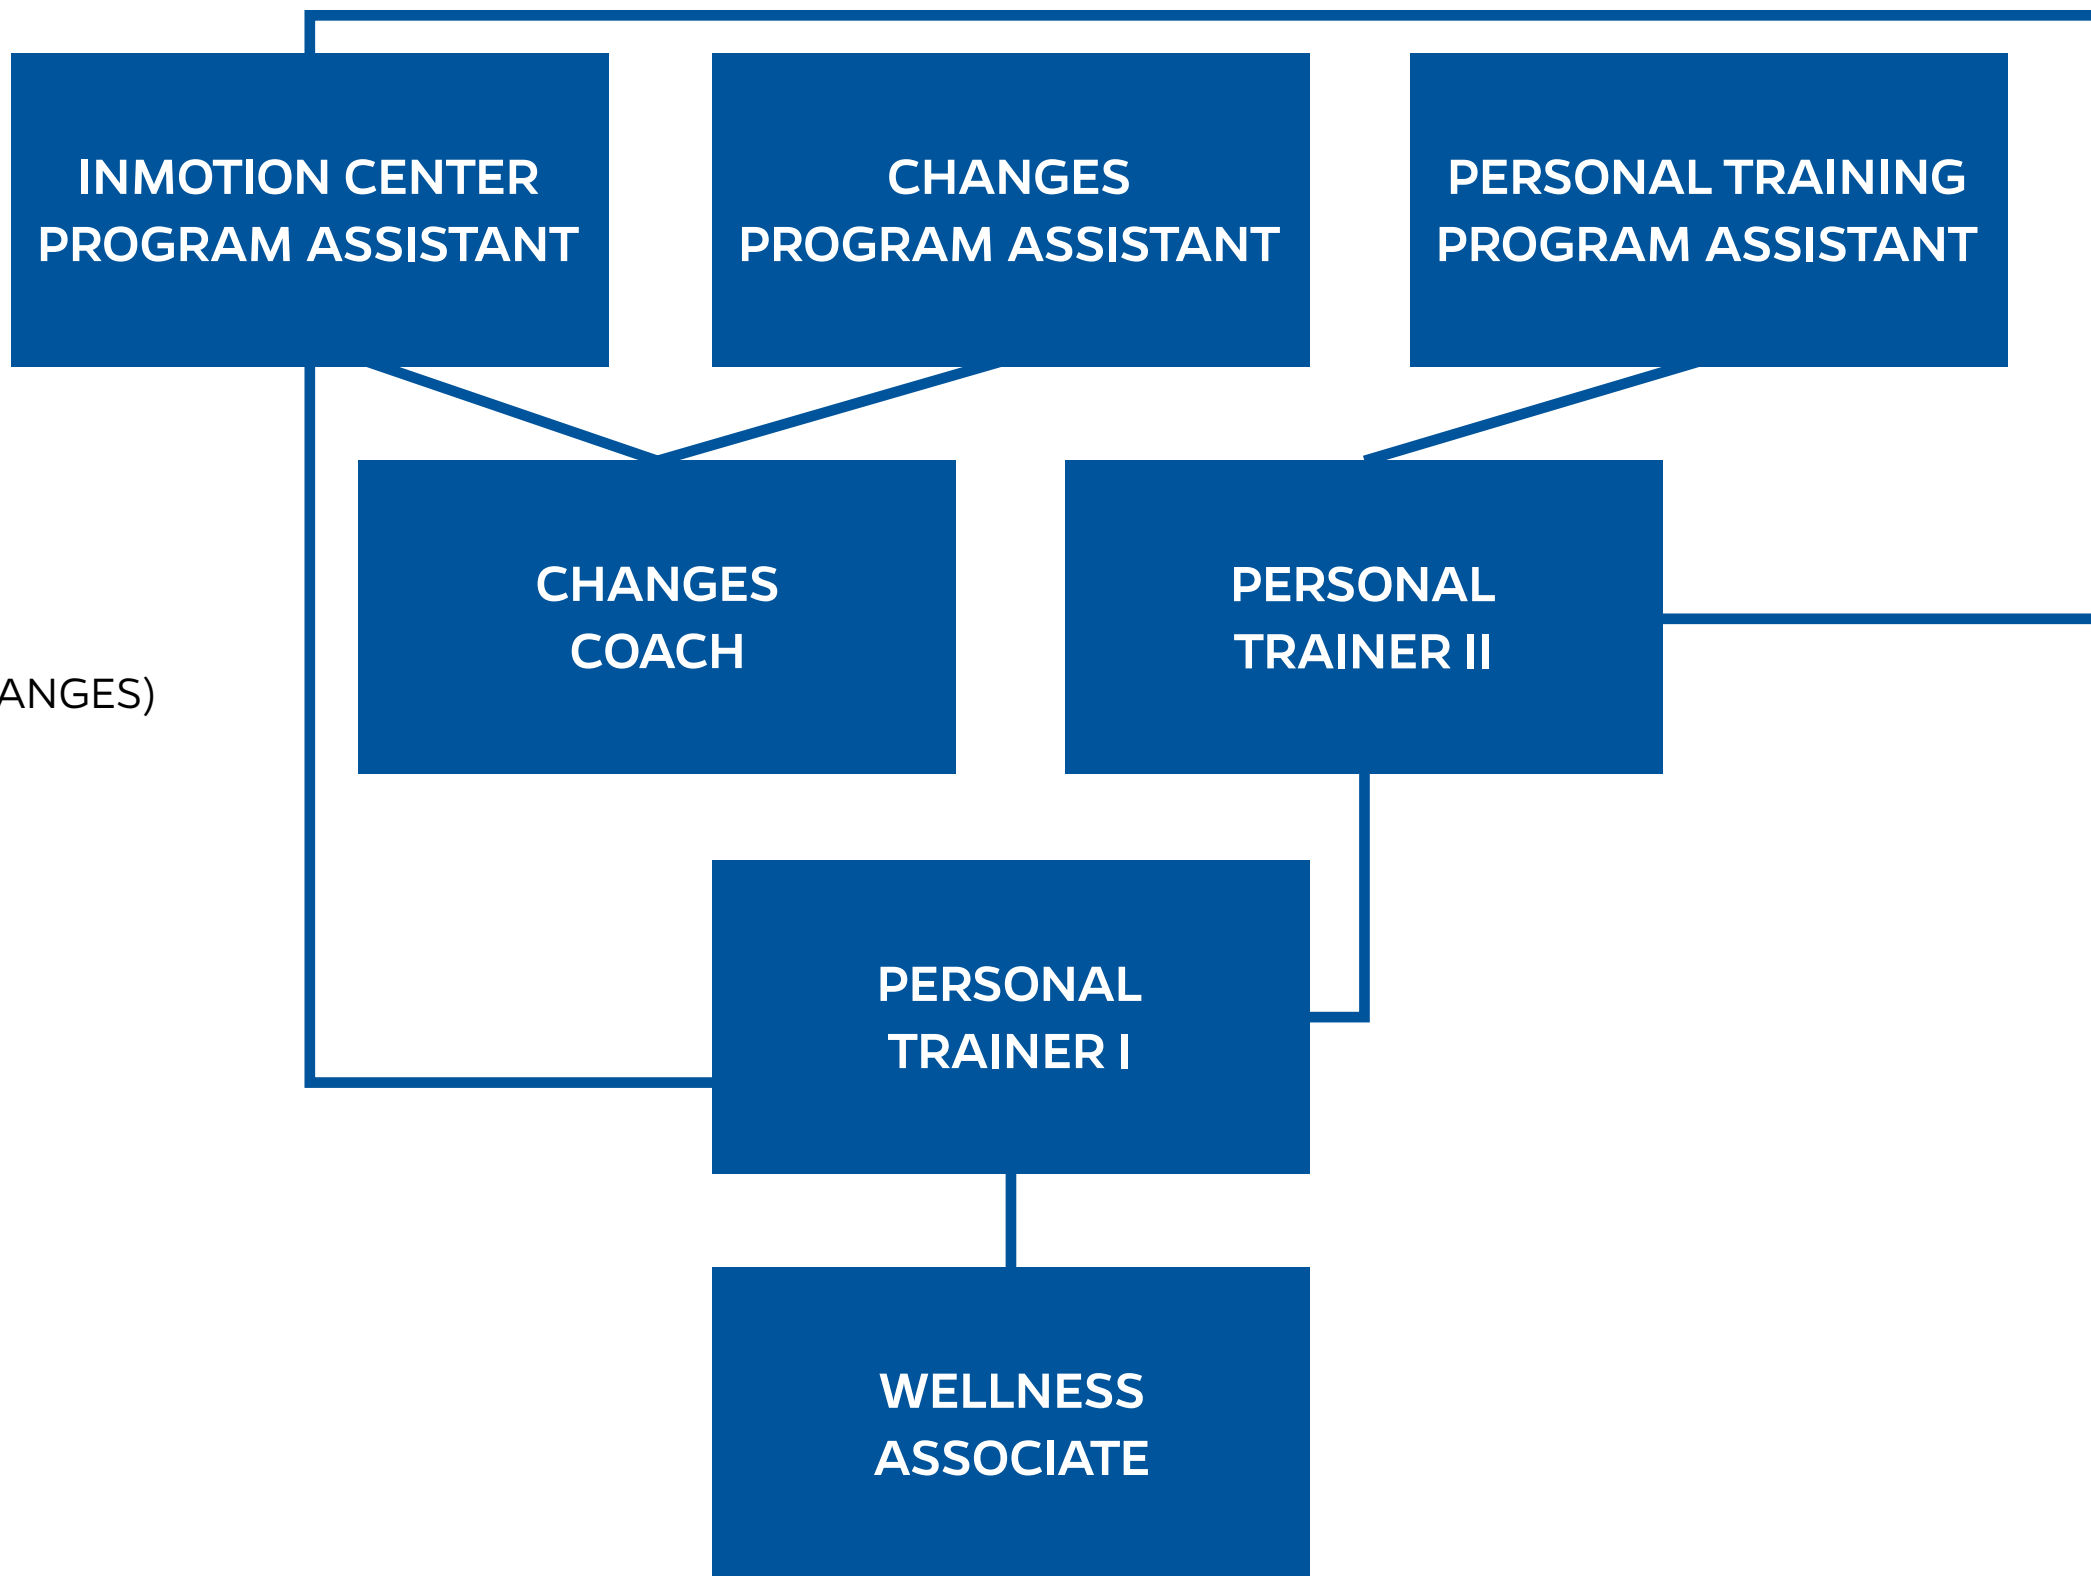 INMOTION CENTER
PROGRAM ASSISTANT
CHANGES
PROGRAM ASSISTANT
PERSONAL TRAINING
PROGRAM ASSISTANT
CHANGES
COACH
PERSONAL
TRAINER II
ANGES)
PERSONAL
TRAINER I
WELLNESS
ASSOCIATE